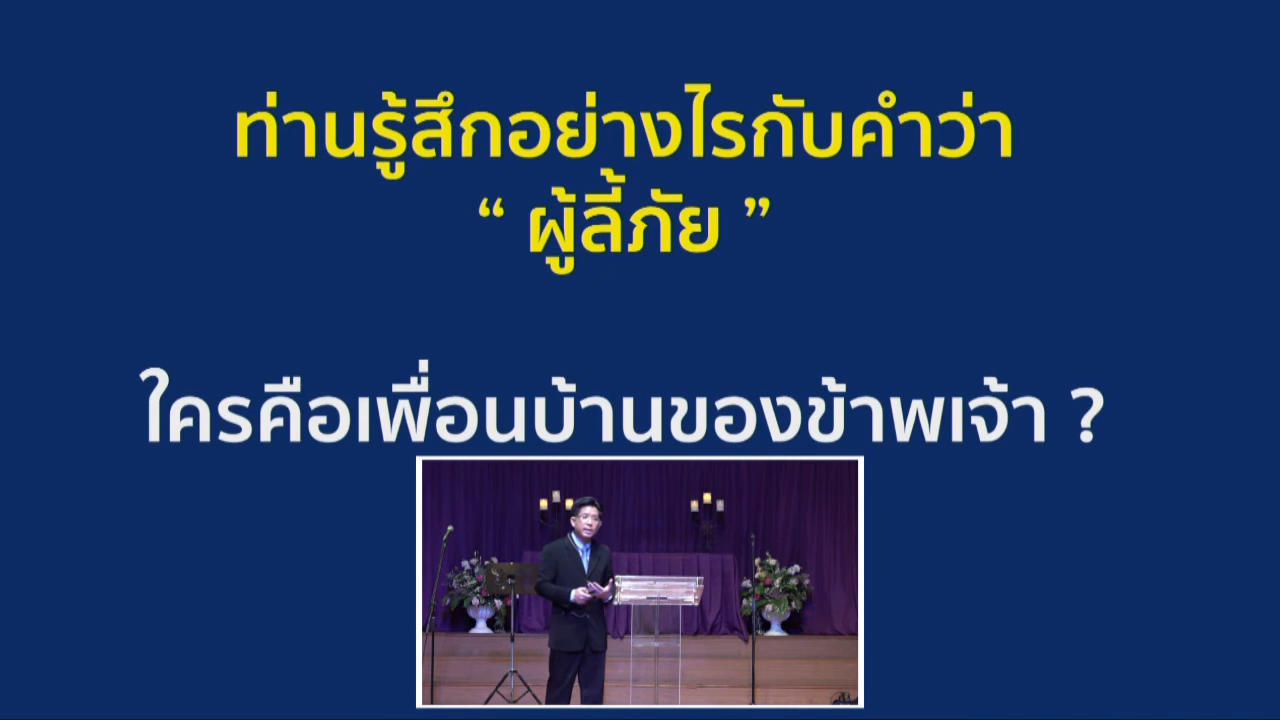 ท่านรู้สึกอย่างไรกับคำว่า
“ ผู้ลี้ภัย ”
ใครคือเพื่อนบ้านของข้าพเจ้า ?